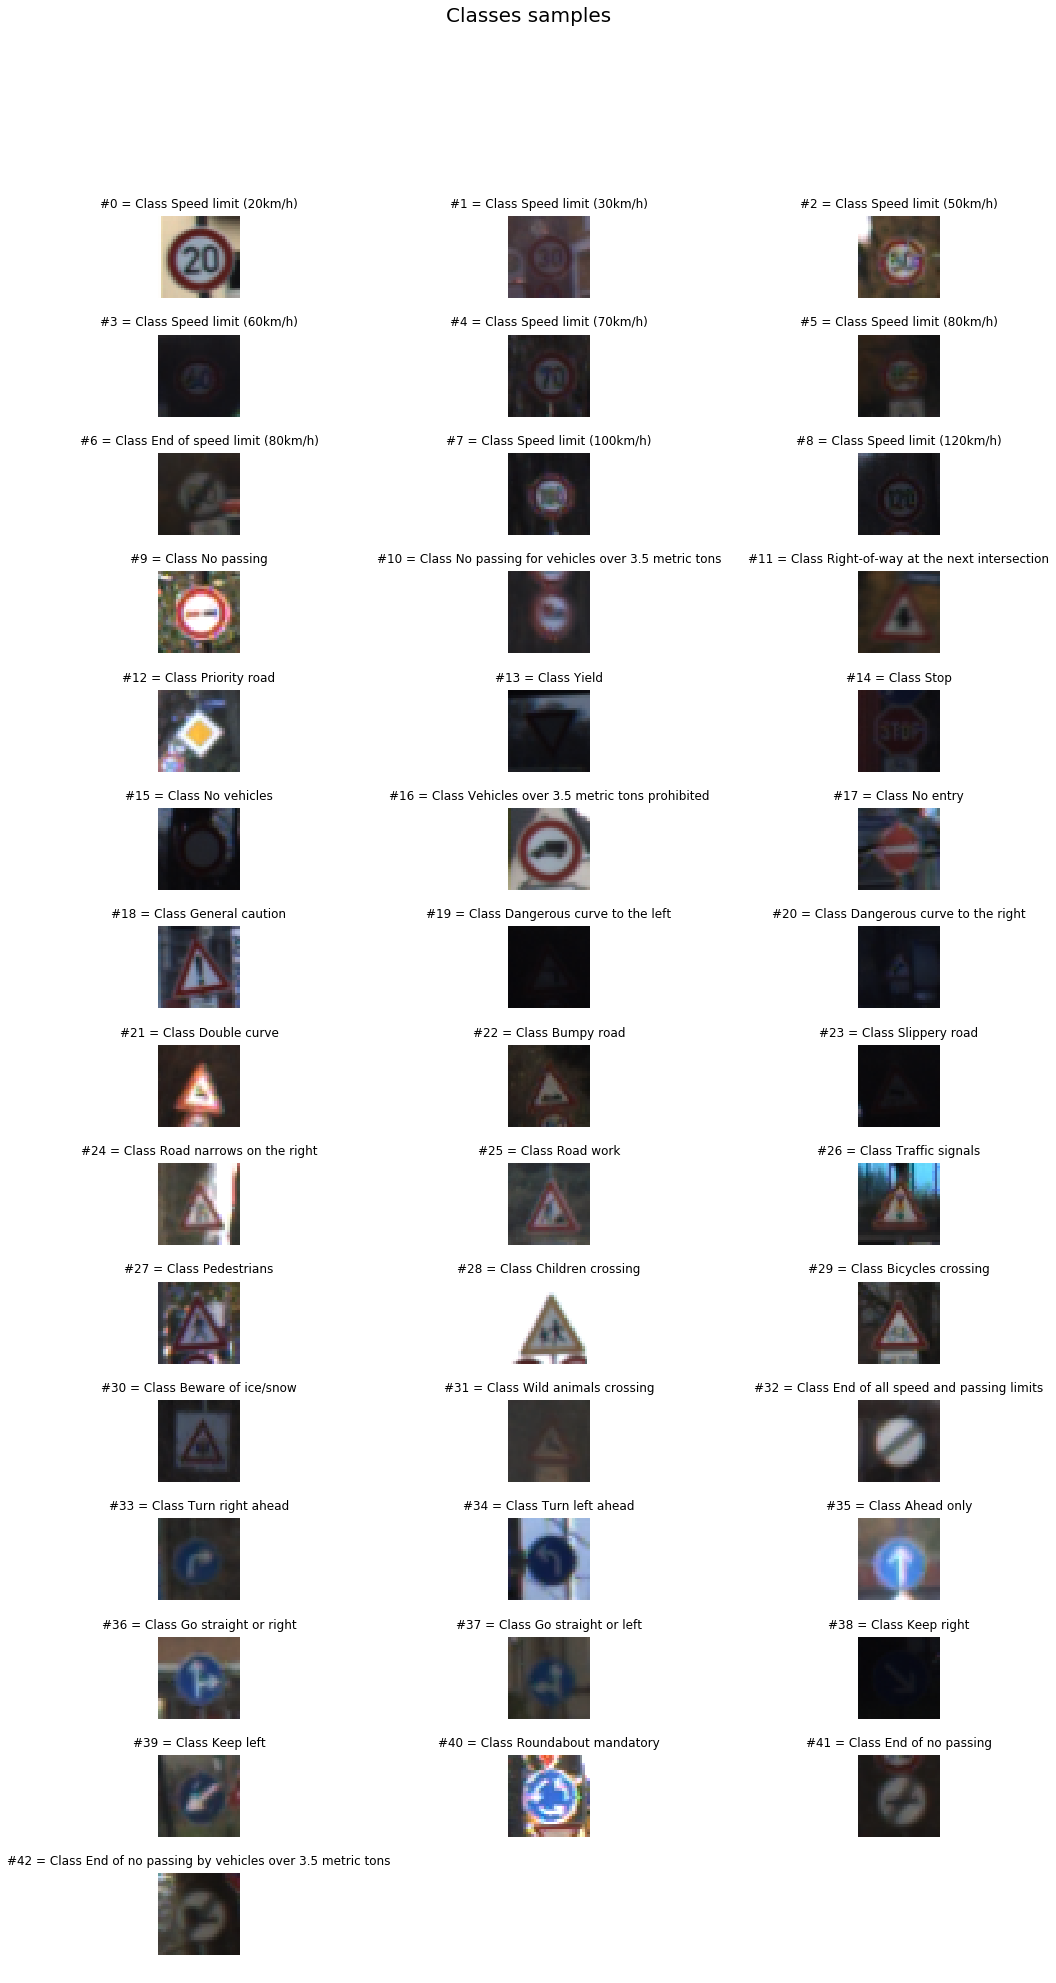 Classes samples
#0 = Class Speed limit (20km/h)
#1 = Class Speed limit (30km/h)
#2 = Class Speed limit (50km/h)
20
30
50
#3 = Class Speed limit (60km/h)
#4 = Class Speed limit (70km/h)
#5 = Class Speed limit (80km/h)
60
70
#6 = Class End of speed limit (80km/h)
#7 = Class Speed limit (100km/h)
#8 = Class Speed limit (120km/h)
100
120
#9 = Class No passing
#10 = Class No passing for vehicles over 3.5 metric tons
#11 = Class Right-of-way at the next intersection
#12 = Class Priority road
#13 = Class Yield
#14 = Class Stop
STOP
#15 = Class No vehicles
#16 = Class Vehicles over 3.5 metric tons prohibited
#17 = Class No entry
#18 = Class General caution
#19 = Class Dangerous curve to the left
#20 = Class Dangerous curve to the right
#21 = Class Double curve
#22 = Class Bumpy road
#23 = Class Slippery road
#24 = Class Road narrows on the right
#25 = Class Road work
#26 = Class Traffic signals
#27 = Class Pedestrians
#28 = Class Children crossing
#29 = Class Bicycles crossing
#30 = Class Beware of ice/snow
#31 = Class Wild animals crossing
#32 = Class End of all speed and passing limits
#33 = Class Turn right ahead
#34 = Class Turn left ahead
#35 = Class Ahead only
#36 = Class Go straight or right
#37 = Class Go straight or left
#38 = Class Keep right
#39 = Class Keep left
#40 = Class Roundabout mandatory
#41 = Class End of no passing
#42 = Class End of no passing by vehicles over 3.5 metric tons